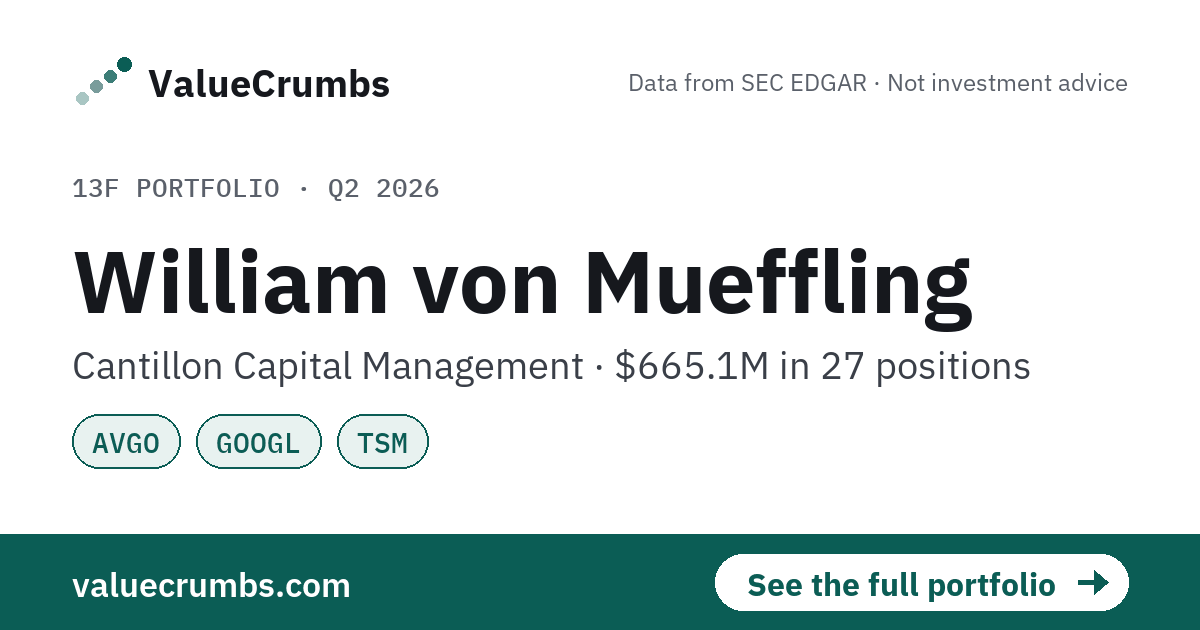 ValueCrumbs
Data from SEC EDGAR · Not investment advice
13F PORTFOLIO · Q2 2026
William von Mueffling
Cantillon Capital Management · $665.1M in 27 positions
AVGO GOOGL TSM
valuecrumbs.com
See the full portfolio →